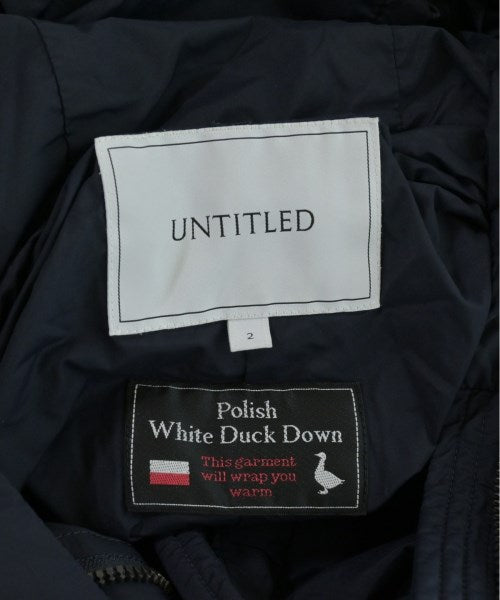 UNTITLED
2
Polish
White Duck Down
This garment
will wrap you
warm